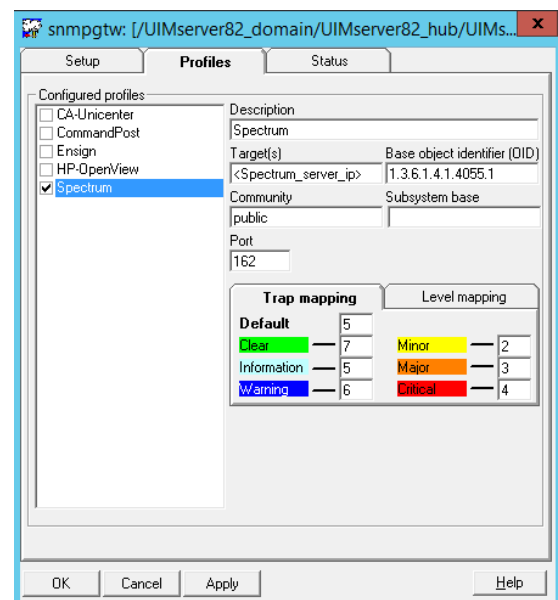 snmpgtw: [/UIMserver82_domain/UIMserver82_hub/UIMs... x
Setup Profiles Status
Configured profiles
CA-Unicenter
CommandPost
Ensign
HP-OpenView
Spectrum
Description
Spectrum
Target(s) Base object identifier (OID)
<Spectrum_server_ip> 1.3.6.1.4.1.4055.1
Community Subsystem base
public
Port
162
Trap mapping Level mapping
Default 5
Clear 7 Minor 2
Information 5 Major 3
Warning 6 Critical 4
OK Cancel Apply Help